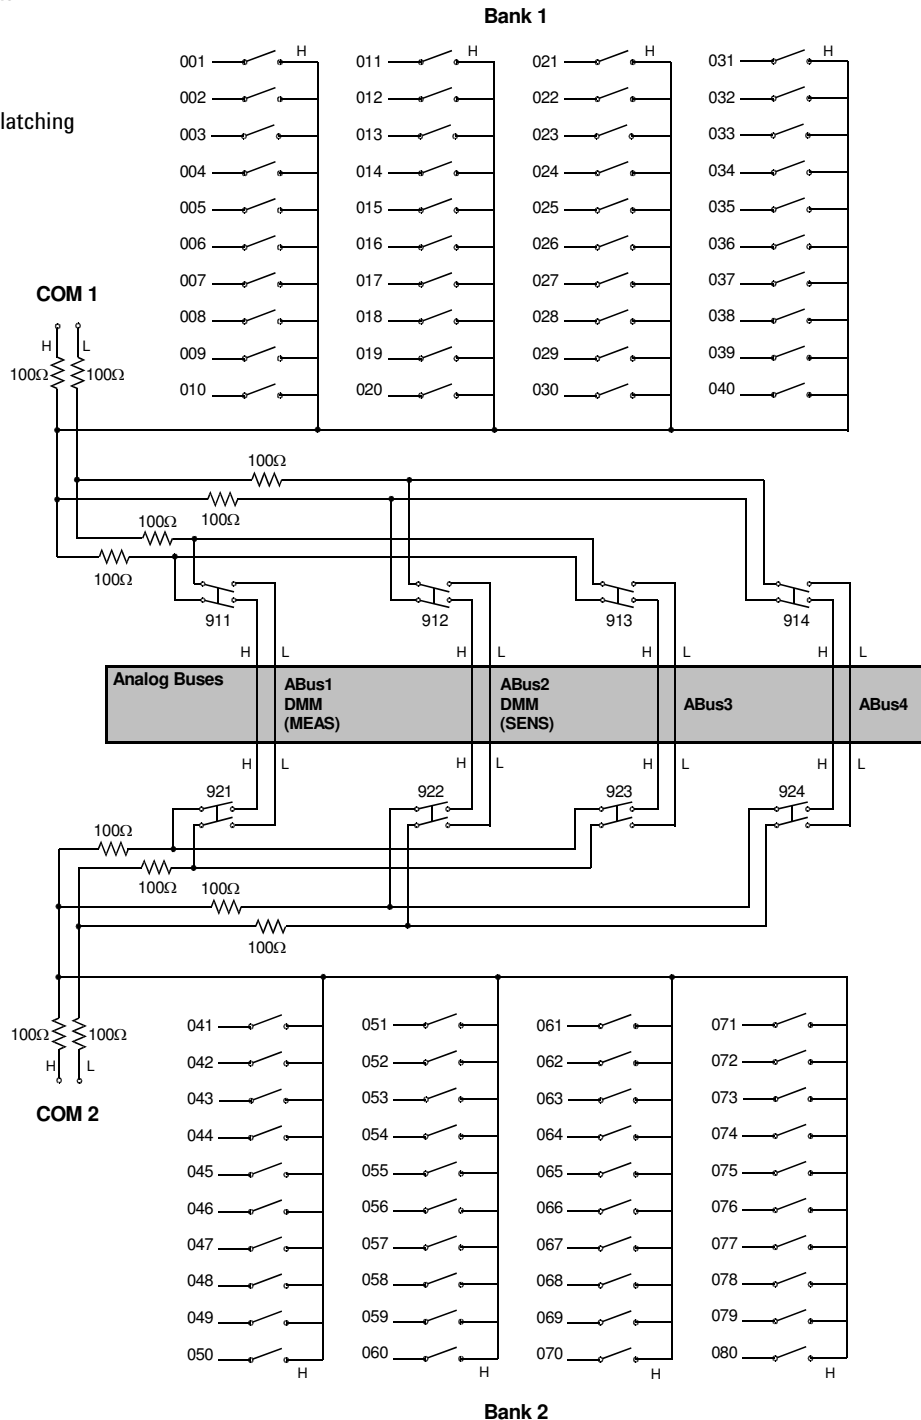 Bank 1
latching
001 H 011 H 021 H 031 H
002 012 022 032
003 013 023 033
004 014 024 034
005 015 025 035
006 016 026 036
007 017 027 037
008 018 028 038
009 019 029 039
010 020 030 040
COM 1
H L
100Ω 100Ω
100Ω
100Ω
100Ω
100Ω
911 912 913 914
H L H L H L H L
Analog Buses
ABus1
DMM
(MEAS)
ABus2
DMM
(SENS)
ABus3
ABus4
H L H L H L H L
921 922 923 924
100Ω
100Ω
100Ω
100Ω
100Ω 100Ω
H L
COM 2
041 051 061 071
042 052 062 072
043 053 063 073
044 054 064 074
045 055 065 075
046 056 066 076
047 057 067 077
048 058 068 078
049 059 069 079
050 060 070 080
H H H H
Bank 2